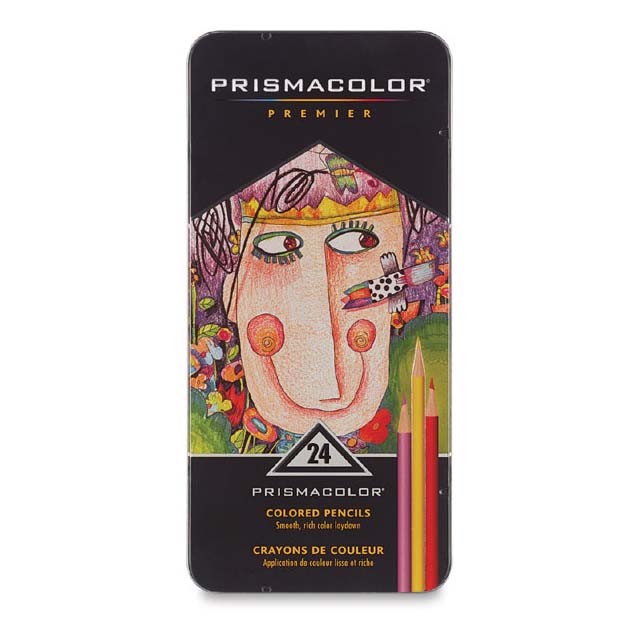 PRISMACOLOR®
PREMIER
24
PRISMACOLOR®
COLORED PENCILS
Smooth, rich color laydown
CRAYONS DE COULEUR
Application de couleur lisse et riche